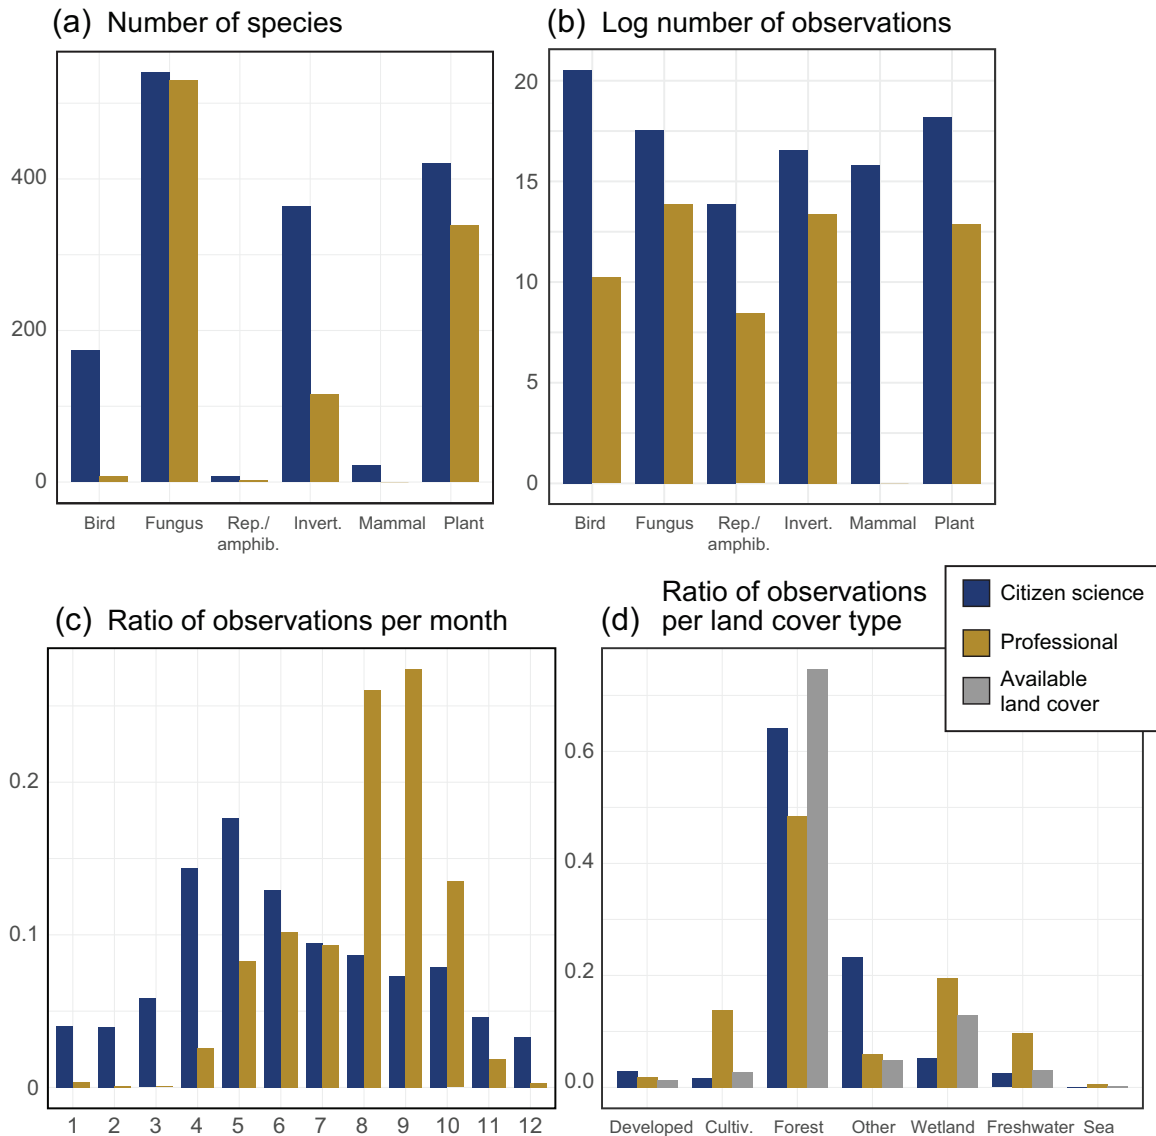 (a) Number of species
400
200
0
Bird Fungus Rep./ Invert. Mammal Plant
amphib.
(b) Log number of observations
20
15
10
5
0
Bird Fungus Rep./ Invert. Mammal Plant
amphib.
(c) Ratio of observations per month
0.2
0.1
0
1 2 3 4 5 6 7 8 9 10 11 12
Ratio of observations
(d) per land cover type
0.6
0.4
0.2
0.0
Developed Cultiv. Forest Other Wetland Freshwater Sea
Citizen science
Professional
Available
land cover